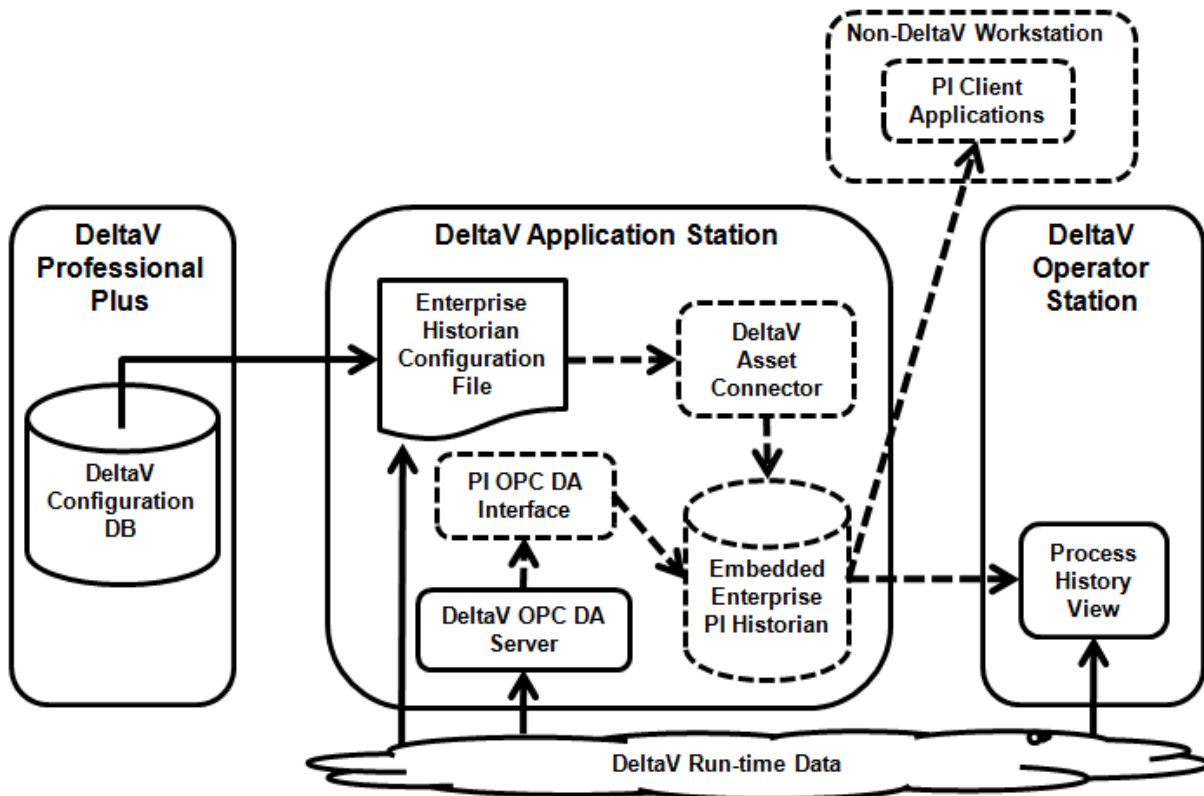 Non-DeltaV Workstation
PI Client
Applications
DeltaV
Professional
Plus
DeltaV Configuration
DB
DeltaV Application Station
Enterprise
Historian
Configuration
File
DeltaV
Asset
Connector
PI OPC DA
Interface
DeltaV OPC DA
Server
Embedded
Enterprise
PI Historian
DeltaV
Operator
Station
Process
History
View
DeltaV Run-time Data